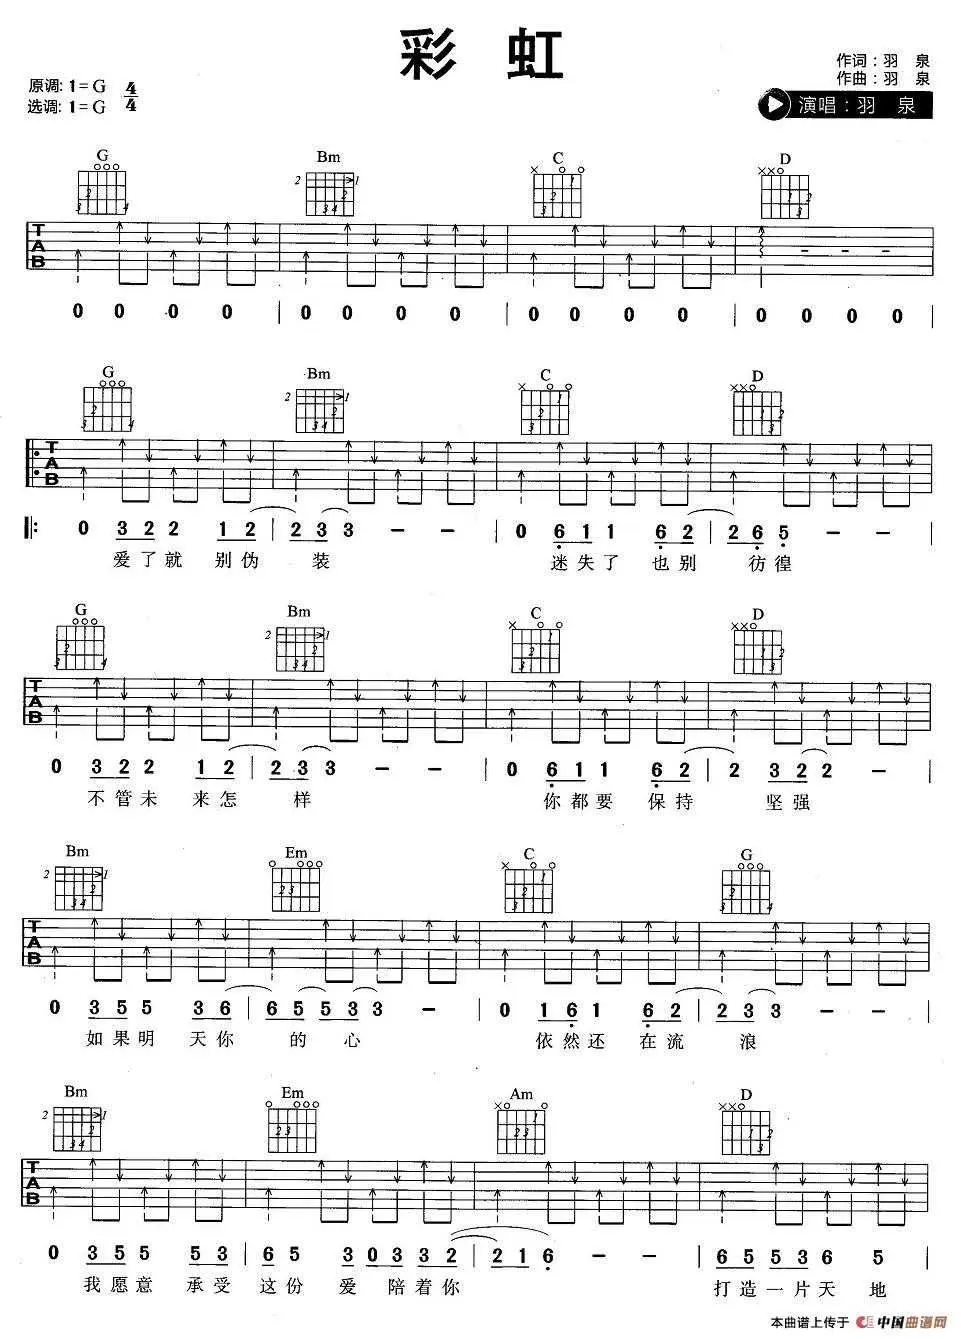 彩 虹
作词：羽 泉
作曲：羽 泉
演唱：羽 泉
原调: 1=G 4/4
选调: 1=G
G Bm C D
2 1 2 3 4
T A B
0 0 0 0 | 0 0 0 0 | 0 0 0 0 | 0 0 0 0 |
G Bm C D
T A B
0 3 2 2 1 2 | 2 3 3 - - | 0 6 1 1 6 2 | 2 6 5 - - |
爱了就 别伪 装 迷失了 也别 彷徨
G Bm C D
T A B
0 3 2 2 1 2 | 2 3 3 - - | 0 6 1 1 6 2 | 2 3 2 2 - |
不管未 来怎 样 你都要 保持 坚强
Bm Em C G
T A B
0 3 5 5 3 6 | 6 5 5 3 3 - | 0 1 6 1 6 2 | 2 3 3 - - |
如果明 天你 的 心 依然还 在流 浪
Bm Em Am D
T A B
0 3 5 5 5 3 | 6 5 3 0 3 3 2 | 2 1 6 - - | 6 5 5 3 6 5 |
我愿意 承受 这份 爱 陪着你 打造一片天 地
本曲谱上传于 中国曲谱网